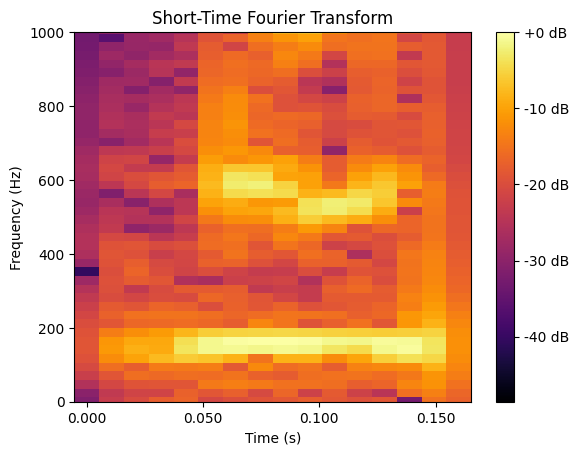 Short-Time Fourier Transform
Frequency (Hz)
1000
800
600
400
200
0
0.000
0.050
0.100
0.150
Time (s)
+0 dB
-10 dB
-20 dB
-30 dB
-40 dB